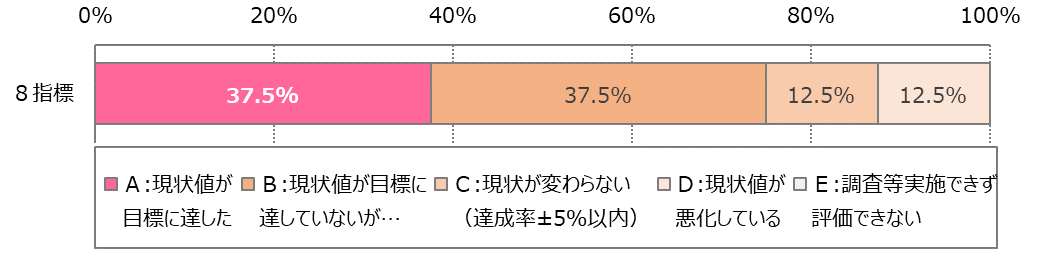 0% 20% 40% 60% 80% 100%
8指標 37.5% 37.5% 12.5% 12.5%
A:現状値が B:現状値が目標に C:現状が変わらない D:現状値が E:調査等実施できず
目標に達した 達していないが… （達成率±5%以内） 悪化している 評価できない